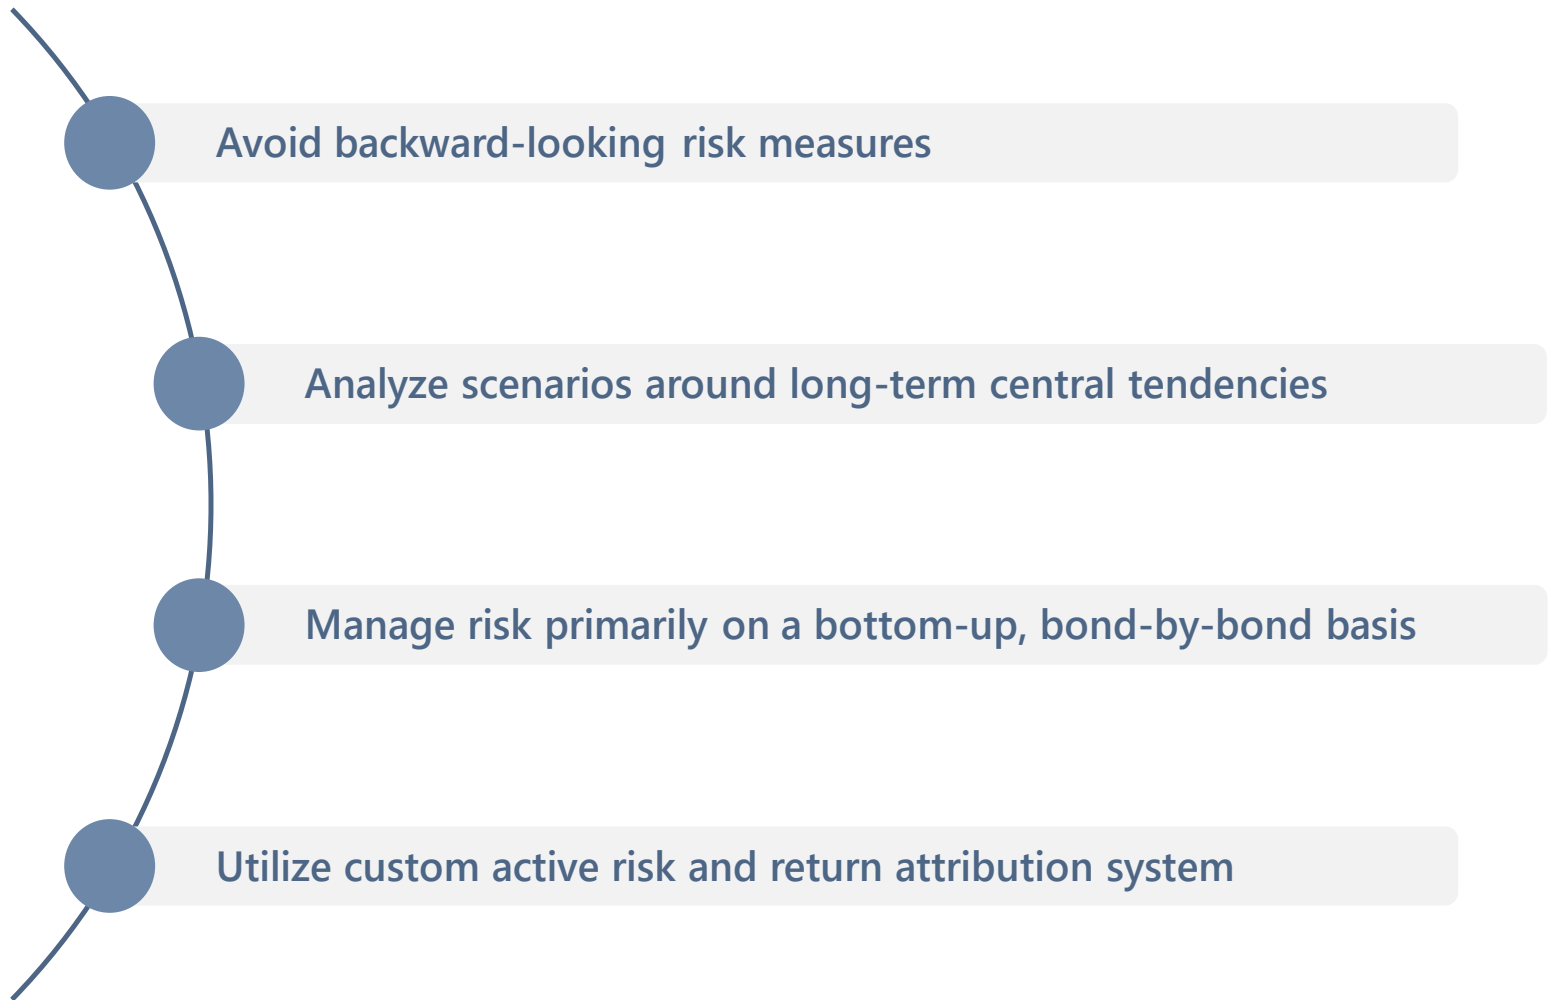 Avoid backward-looking risk measures
Analyze scenarios around long-term central tendencies
Manage risk primarily on a bottom-up, bond-by-bond basis
Utilize custom active risk and return attribution system